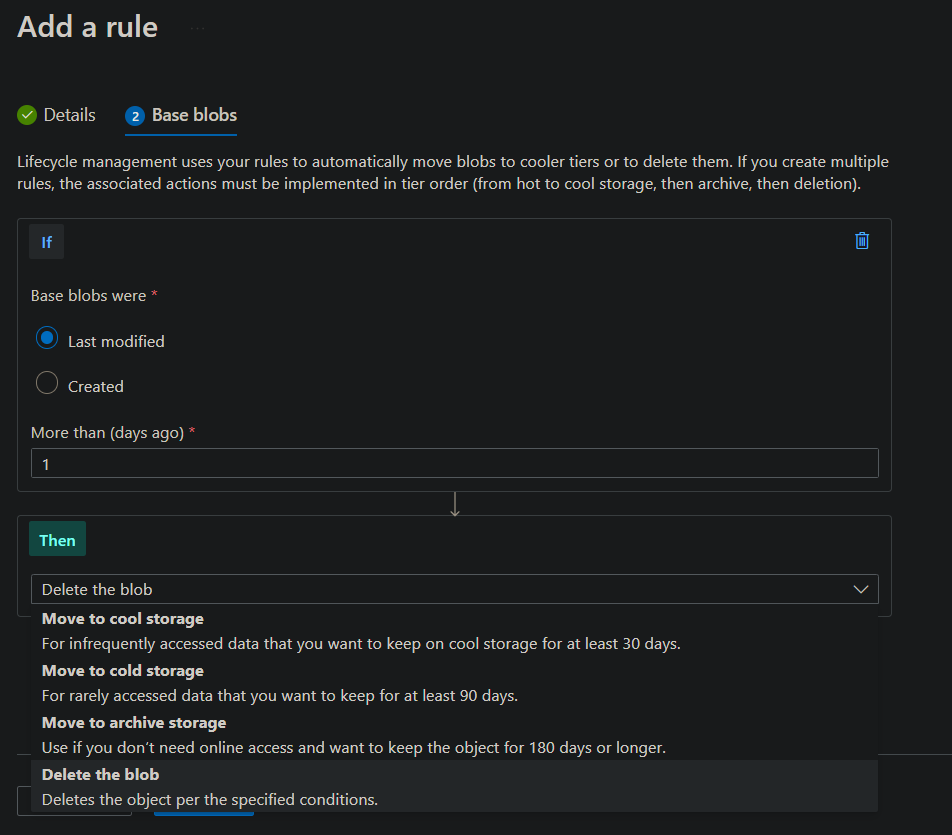 Add a rule
Details
2 Base blobs
Lifecycle management uses your rules to automatically move blobs to cooler tiers or to delete them. If you create multiple
rules, the associated actions must be implemented in tier order (from hot to cool storage, then archive, then deletion).
If
Base blobs were *
Last modified
Created
More than (days ago) *
1
Then
Delete the blob
Move to cool storage
For infrequently accessed data that you want to keep on cool storage for at least 30 days.
Move to cold storage
For rarely accessed data that you want to keep for at least 90 days.
Move to archive storage
Use if you don't need online access and want to keep the object for 180 days or longer.
Delete the blob
Deletes the object per the specified conditions.